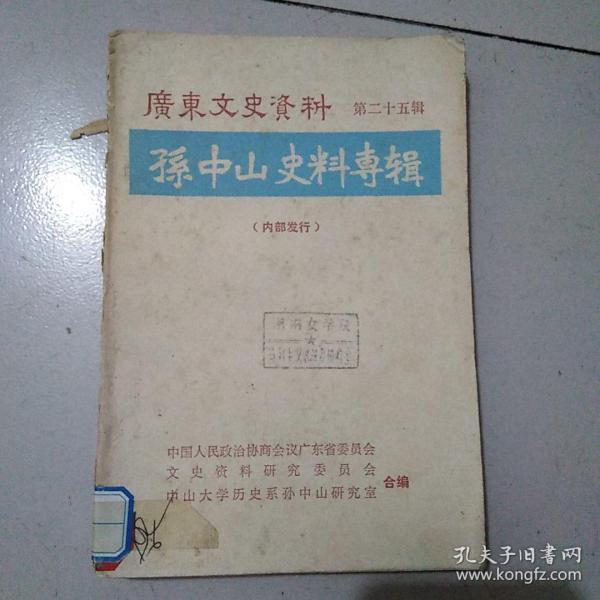 廣東文史資料 第二十五辑
孫中山史料專辑
（内部发行）
中国人民政治协商会议广东省委员会
文史资料研究委员会
中山大学历史系孙中山研究室
合编
孔夫子旧书网
www.kongfz.com